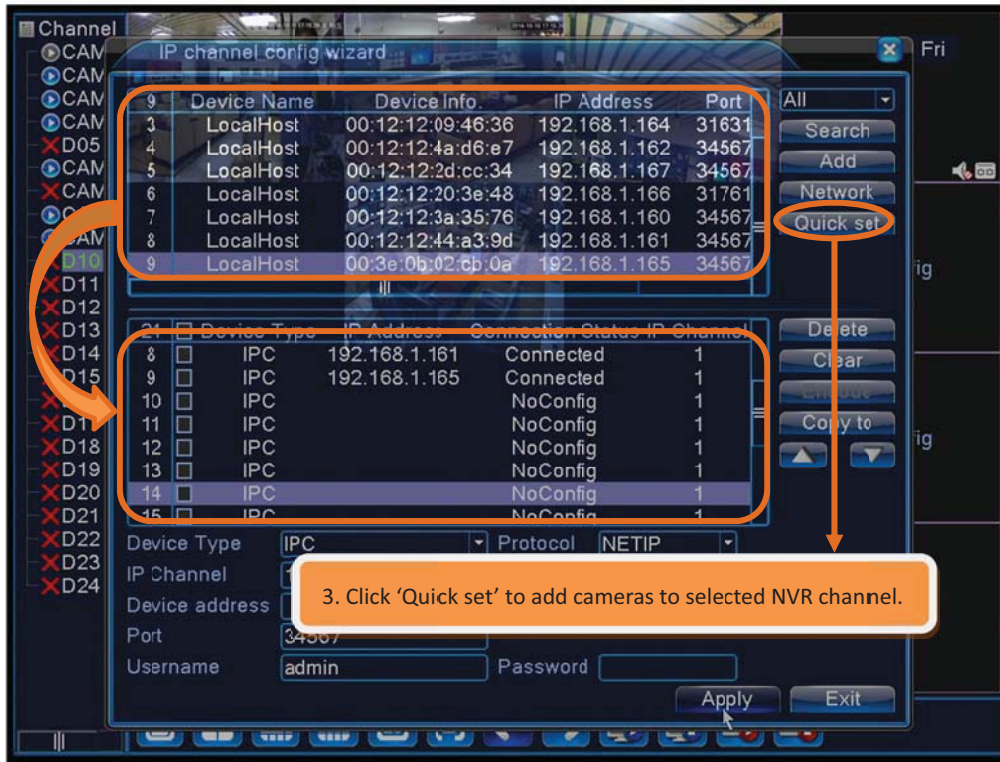 Channel
IP channel config wizard
Fri
CAM
CAM
CAM
CAM
D05
CAM
CAM
CAM
D10
D11
D12
D13
D14
D15
D18
D19
D20
D21
D22
D23
D24
9 Device Name Device Info. IP Address Port
3 LocalHost 00:12:12:09:46:36 192.168.1.164 31631
4 LocalHost 00:12:12:4a:d6:e7 192.168.1.162 34567
5 LocalHost 00:12:12:2d:cc:34 192.168.1.167 34567
6 LocalHost 00:12:12:20:3e:48 192.168.1.166 31761
7 LocalHost 00:12:12:3a:35:76 192.168.1.160 34567
8 LocalHost 00:12:12:44:a3:9d 192.168.1.161 34567
9 LocalHost 00:3e:0b:02:cb:0a 192.168.1.165 34567
All
Search
Add
Network
Quick set
ig
21 Device Type IP Address Connection Status IP Channel
8 IPC 192.168.1.161 Connected 1
9 IPC 192.168.1.165 Connected 1
10 IPC NoConfig 1
11 IPC NoConfig 1
12 IPC NoConfig 1
13 IPC NoConfig 1
14 IPC NoConfig 1
15 IPC NoConfig 1
Delete
Clear
Copy to
ig
Device Type IPC Protocol NETIP
IP Channel
Device address
3. Click ‘Quick set’ to add cameras to selected NVR channel.
Port 34567
Username admin Password
Apply Exit